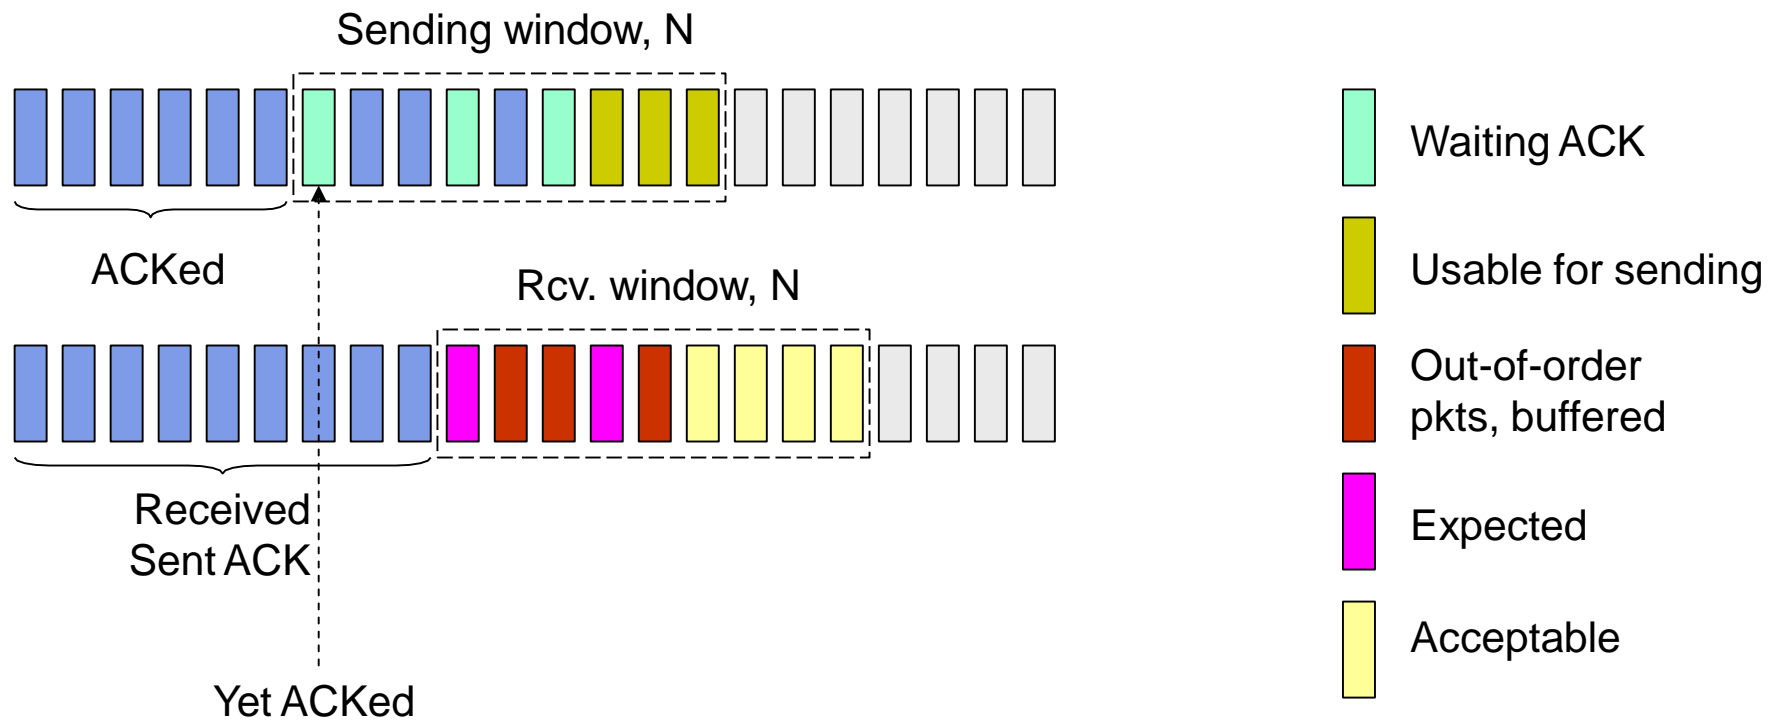 Sending window, N
ACKed
Rcv. window, N
Received
Sent ACK
Yet ACKed
Waiting ACK
Usable for sending
Out-of-order
pkts, buffered
Expected
Acceptable